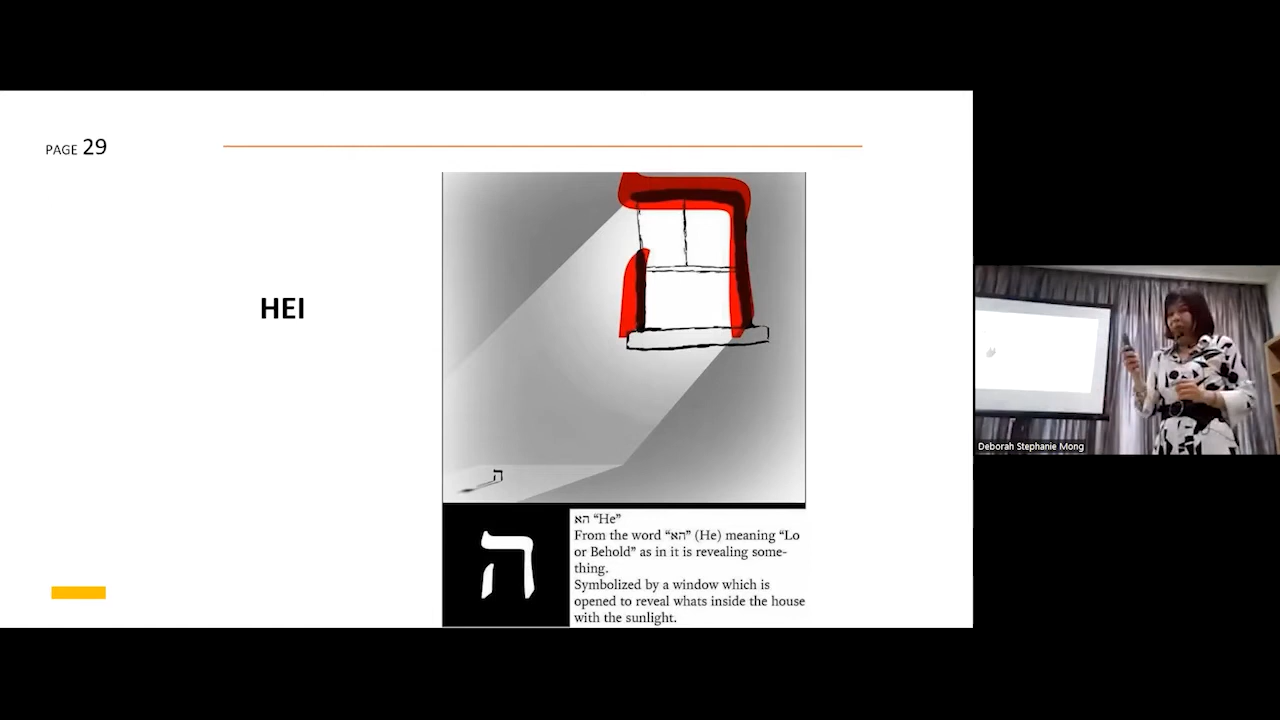 PAGE 29
HEI
ה
הא “He”
From the word “הא” (He) meaning “Lo
or Behold” as in it is revealing some-
thing.
Symbolized by a window which is
opened to reveal whats inside the house
with the sunlight.
ה
Deborah Stephanie Mong